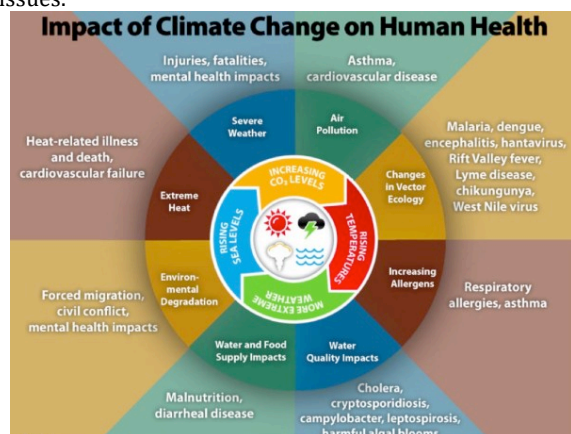 issues.
Impact of Climate Change on Human Health
Injuries, fatalities,
mental health impacts
Asthma,
cardiovascular disease
Severe
Weather
Air
Pollution
Heat-related illness
and death,
cardiovascular failure
Malaria, dengue,
encephalitis, hantavirus,
Rift Valley fever,
Lyme disease,
chikungunya,
West Nile virus
Extreme
Heat
Changes
in Vector
Ecology
INCREASING
CO₂ LEVELS
RISING
TEMPERATURES
MORE EXTREME
WEATHER
RISING
SEA LEVELS
Forced migration,
civil conflict,
mental health impacts
Environ-
mental
Degradation
Increasing
Allergens
Respiratory
allergies, asthma
Water and Food
Supply Impacts
Water
Quality Impacts
Malnutrition,
diarrheal disease
Cholera,
cryptosporidiosis,
campylobacter, leptospirosis,
harmful algal blooms